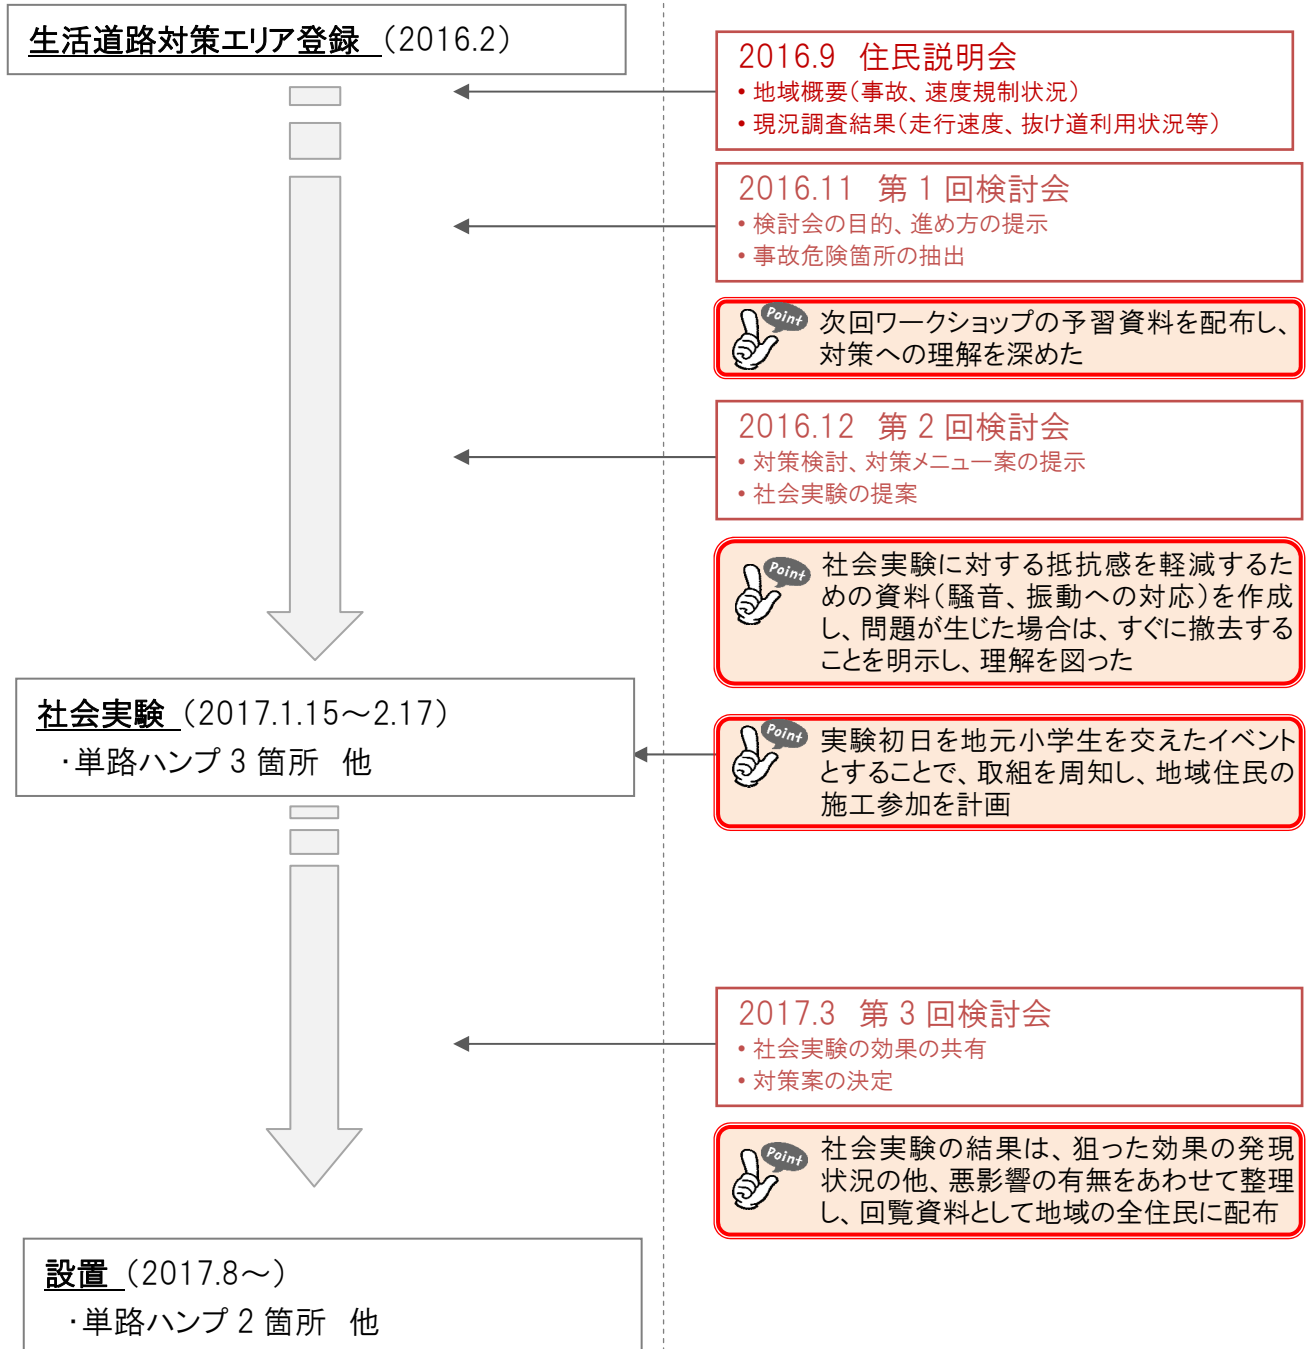 生活道路対策エリア登録（2016.2）
2016.9　住民説明会
• 地域概要（事故、速度規制状況）
• 現況調査結果（走行速度、抜け道利用状況等）
2016.11　第 1 回検討会
• 検討会の目的、進め方の提示
• 事故危険箇所の抽出
Point
次回ワークショップの予習資料を配布し、
対策への理解を深めた
2016.12　第 2 回検討会
• 対策検討、対策メニュー案の提示
• 社会実験の提案
Point
社会実験に対する抵抗感を軽減するた
めの資料（騒音、振動への対応）を作成
し、問題が生じた場合は、すぐに撤去する
ことを明示し、理解を図った
社会実験（2017.1.15～2.17）
・単路ハンプ 3 箇所　他
Point
実験初日を地元小学生を交えたイベント
とすることで、取組を周知し、地域住民の
施工参加を計画
2017.3　第 3 回検討会
• 社会実験の効果の共有
• 対策案の決定
Point
社会実験の結果は、狙った効果の発現
状況の他、悪影響の有無をあわせて整理
し、回覧資料として地域の全住民に配布
設置（2017.8～）
・単路ハンプ 2 箇所　他